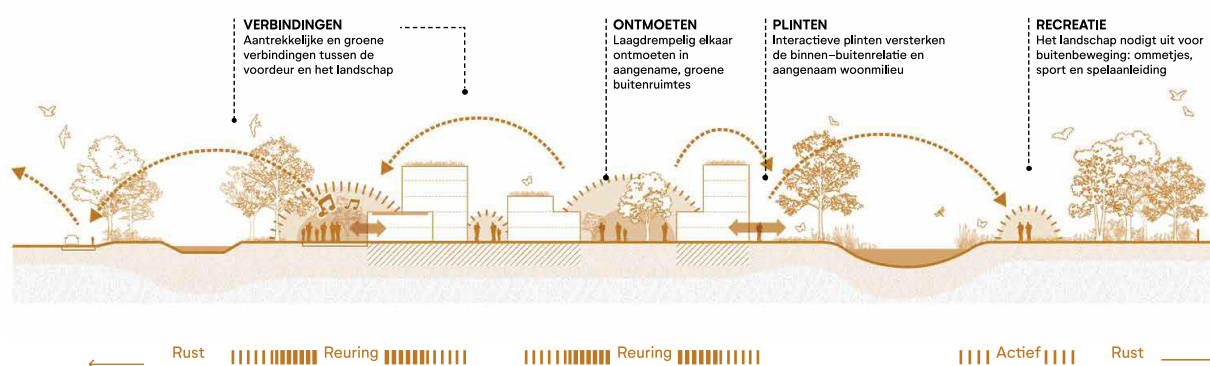 VERBINDINGEN
Aantrekkelijke en groene
verbindingen tussen de
voordeur en het landschap
ONTMOETEN
Laagdrempelig elkaar
ontmoeten in
aangename, groene
buitenruimtes
PLINTEN
Interactieve plinten versterken
de binnen–buitenrelatie en
aangenaam woonmilieu
RECREATIE
Het landschap nodigt uit voor
buitenbeweging: ommetjes,
sport en spelaanleiding
Rust Reuring Reuring Actief Rust